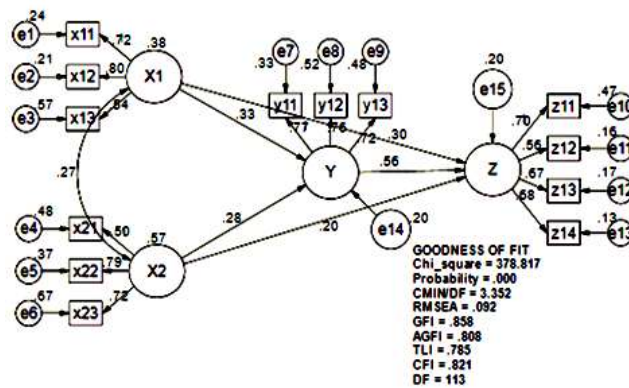 .24
e1
x11
.72
.38
X1
.21
e2
x12
.80
.57
e3
x13
.84
e7
.33
e8
.52
e9
.48
y11
y12
y13
.77
.76
.72
.33
.30
Y
.56
.20
e15
Z
.70
z11
.47
e10
.56
z12
.16
e11
.67
z13
.17
e12
.68
z14
.13
e13
.27
.48
e4
x21
.50
.57
X2
.37
e5
x22
.79
.67
e6
x23
.72
.28
.20
e14
.20
GOODNESS OF FIT
Chi_square = 378.817
Probability = .000
CMIN/DF = 3.352
RMSEA = .092
GFI = .858
AGFI = .808
TLI = .785
CFI = .821
DF = 113